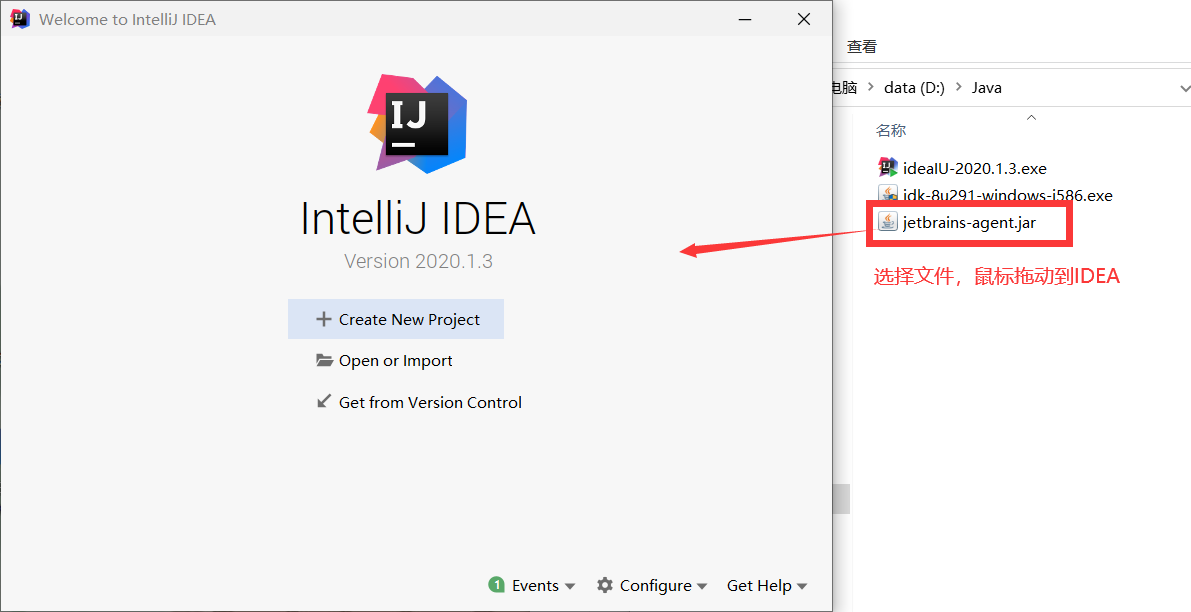 Welcome to IntelliJ IDEA
IJ
IntelliJ IDEA
Version 2020.1.3
Create New Project
Open or Import
Get from Version Control
1 Events
Configure
Get Help
查看
电脑 > data (D:) > Java
名称
ideaIU-2020.1.3.exe
jdk-8u291-windows-i586.exe
jetbrains-agent.jar
选择文件，鼠标拖动到IDEA